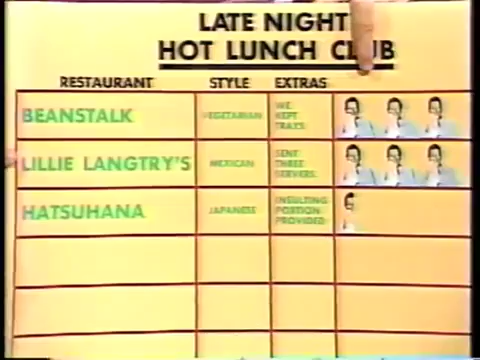 LATE NIGHT
HOT LUNCH CLUB
RESTAURANT STYLE EXTRAS
BEANSTALK VEGETARIAN WE
KEPT
TRAYS
LILLIE LANGTRY'S MEXICAN SENT
THREE
SERVERS
HATSUHANA JAPANESE INSULTING
PORTION
PROVIDED